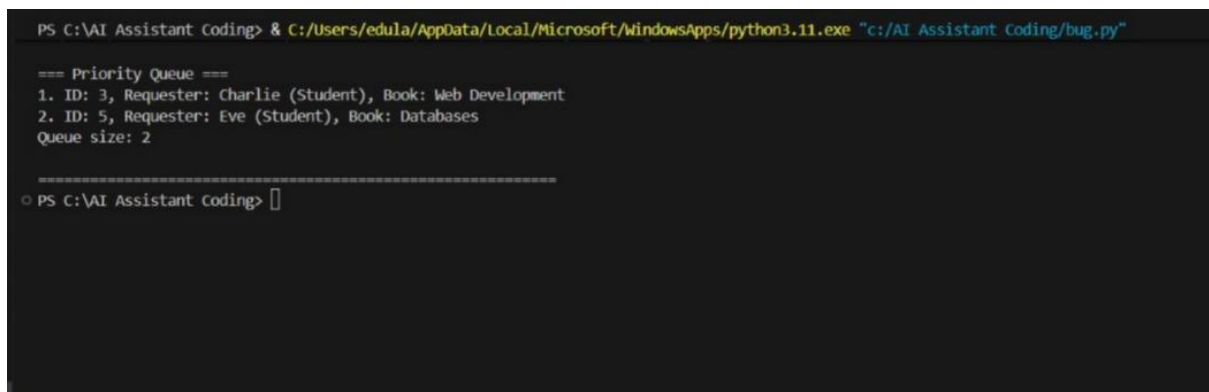 PS C:\AI Assistant Coding> & C:/Users/edula/AppData/Local/Microsoft/WindowsApps/python3.11.exe "c:/AI Assistant Coding/bug.py"
=== Priority Queue ===
1. ID: 3, Requester: Charlie (Student), Book: Web Development
2. ID: 5, Requester: Eve (Student), Book: Databases
Queue size: 2
============================================================
PS C:\AI Assistant Coding>